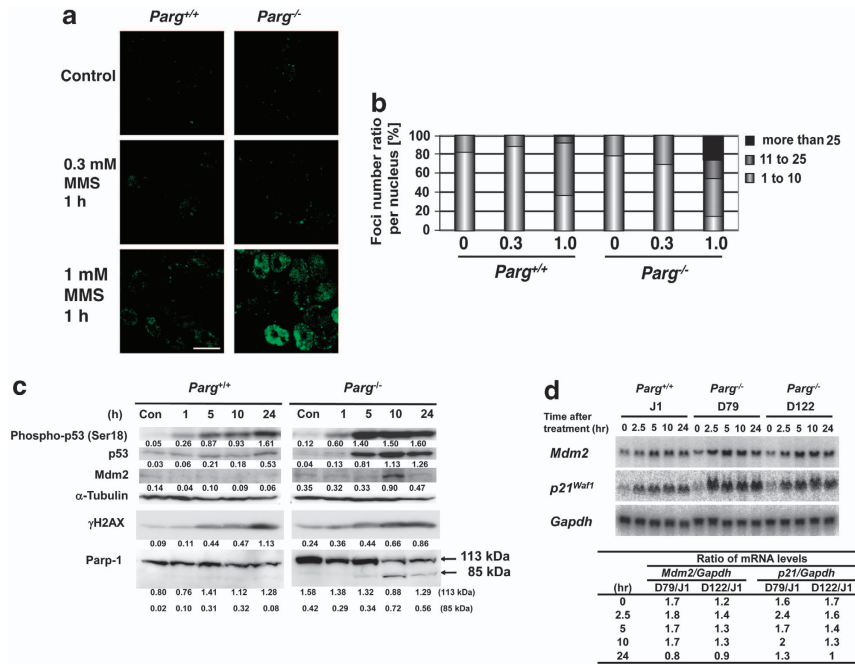 a
Parg+/+ Parg-/-
Control
0.3 mM
MMS
1 h
1 mM
MMS
1 h
b
Foci number ratio
per nucleus [%]
100
80
60
40
20
0
more than 25
11 to 25
1 to 10
0 0.3 1.0 0 0.3 1.0
Parg+/+ Parg-/-
c
Parg+/+ Parg-/-
(h) Con 1 5 10 24 Con 1 5 10 24
Phospho-p53 (Ser18)
0.05 0.26 0.87 0.93 1.61 0.12 0.60 1.40 1.50 1.60
p53
0.03 0.06 0.21 0.18 0.53 0.04 0.13 0.81 1.13 1.26
Mdm2
0.14 0.04 0.10 0.09 0.06 0.35 0.32 0.33 0.90 0.47
α-Tubulin
γH2AX
0.09 0.11 0.44 0.47 1.13 0.24 0.36 0.44 0.66 0.86
Parp-1
113 kDa
85 kDa
0.80 0.76 1.41 1.12 1.28 1.58 1.38 1.32 0.88 1.29 (113 kDa)
0.02 0.10 0.31 0.32 0.08 0.42 0.29 0.34 0.72 0.56 (85 kDa)
d
Parg+/+ Parg-/- Parg-/-
J1 D79 D122
Time after
treatment (hr) 0 2.5 5 10 24 0 2.5 5 10 24 0 2.5 5 10 24
Mdm2
p21Waf1
Gapdh
Ratio of mRNA levels
Mdm2/Gapdh p21/Gapdh
(hr) D79/J1 D122/J1 D79/J1 D122/J1
0 1.7 1.2 1.6 1.7
2.5 1.8 1.4 2.4 1.6
5 1.7 1.3 1.7 1.4
10 1.7 1.3 2 1.3
24 0.8 0.9 1.3 1